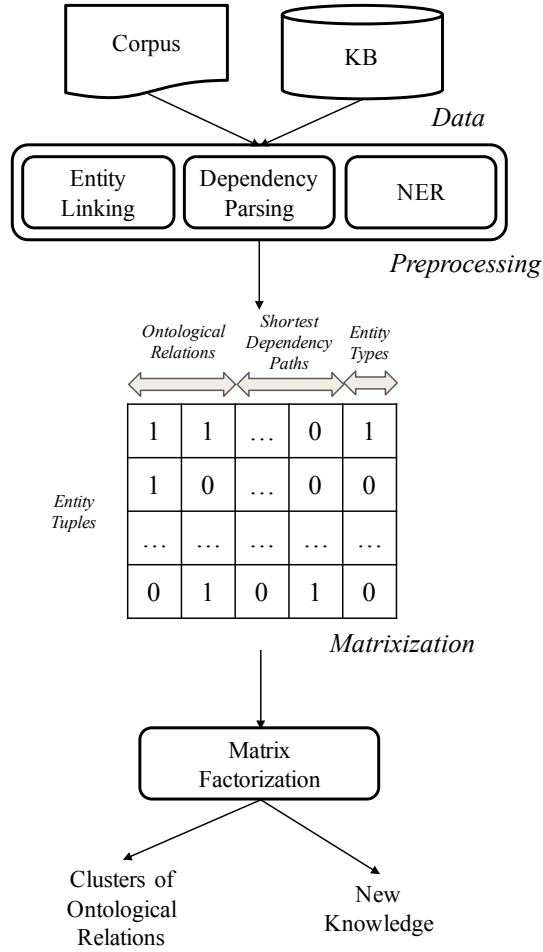 Corpus
KB
Data
Entity
Linking
Dependency
Parsing
NER
Preprocessing
Ontological
Relations
Shortest
Dependency
Paths
Entity
Types
Entity
Tuples
1 1 … 0 1
1 0 … 0 0
… … … … …
0 1 0 1 0
Matrixization
Matrix
Factorization
Clusters of
Ontological
Relations
New
Knowledge